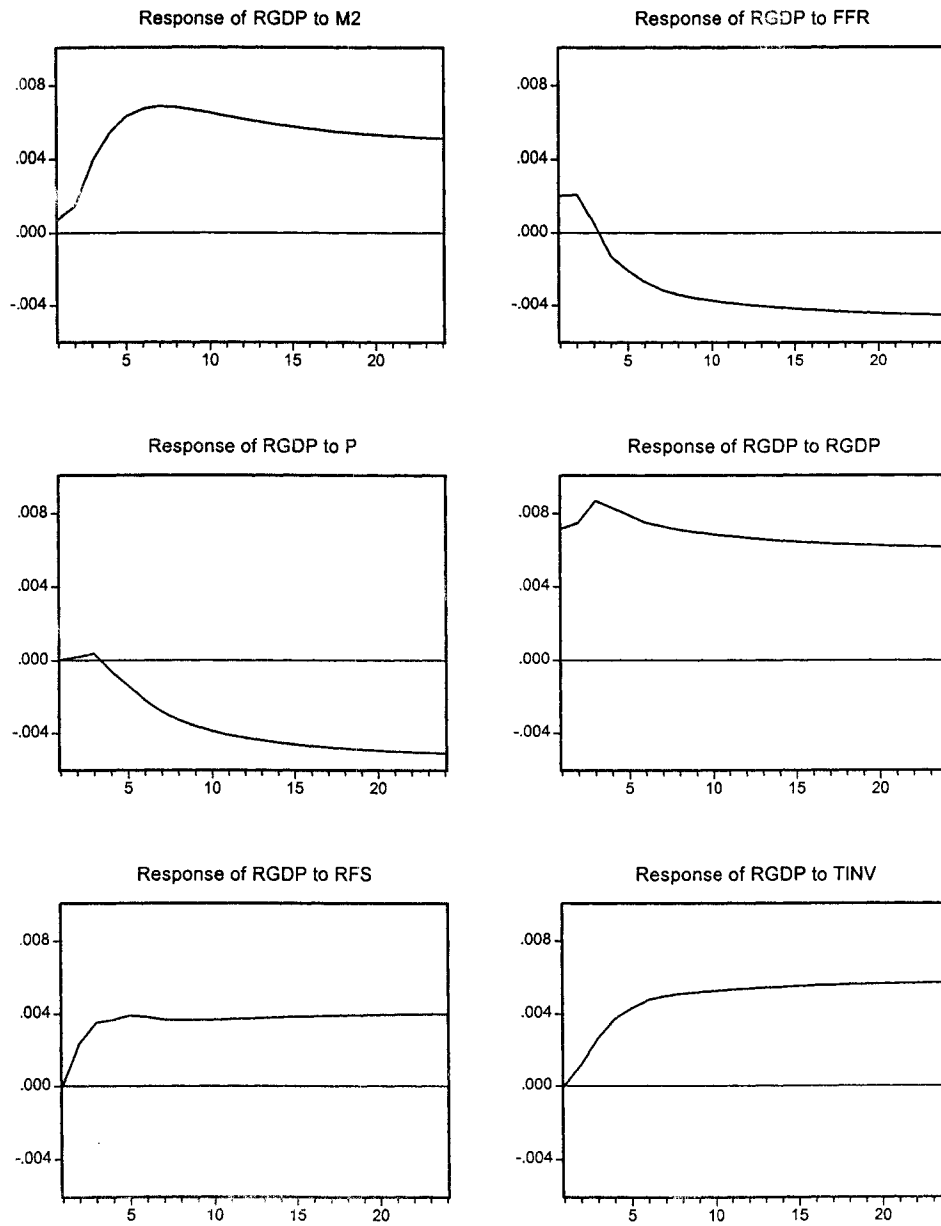 Response of RGDP to M2
.008
.004
.000
-.004
5 10 15 20
Response of RGDP to FFR
.008
.004
.000
-.004
5 10 15 20
Response of RGDP to P
.008
.004
.000
-.004
5 10 15 20
Response of RGDP to RGDP
.008
.004
.000
-.004
5 10 15 20
Response of RGDP to RFS
.008
.004
.000
-.004
5 10 15 20
Response of RGDP to TINV
.008
.004
.000
-.004
5 10 15 20